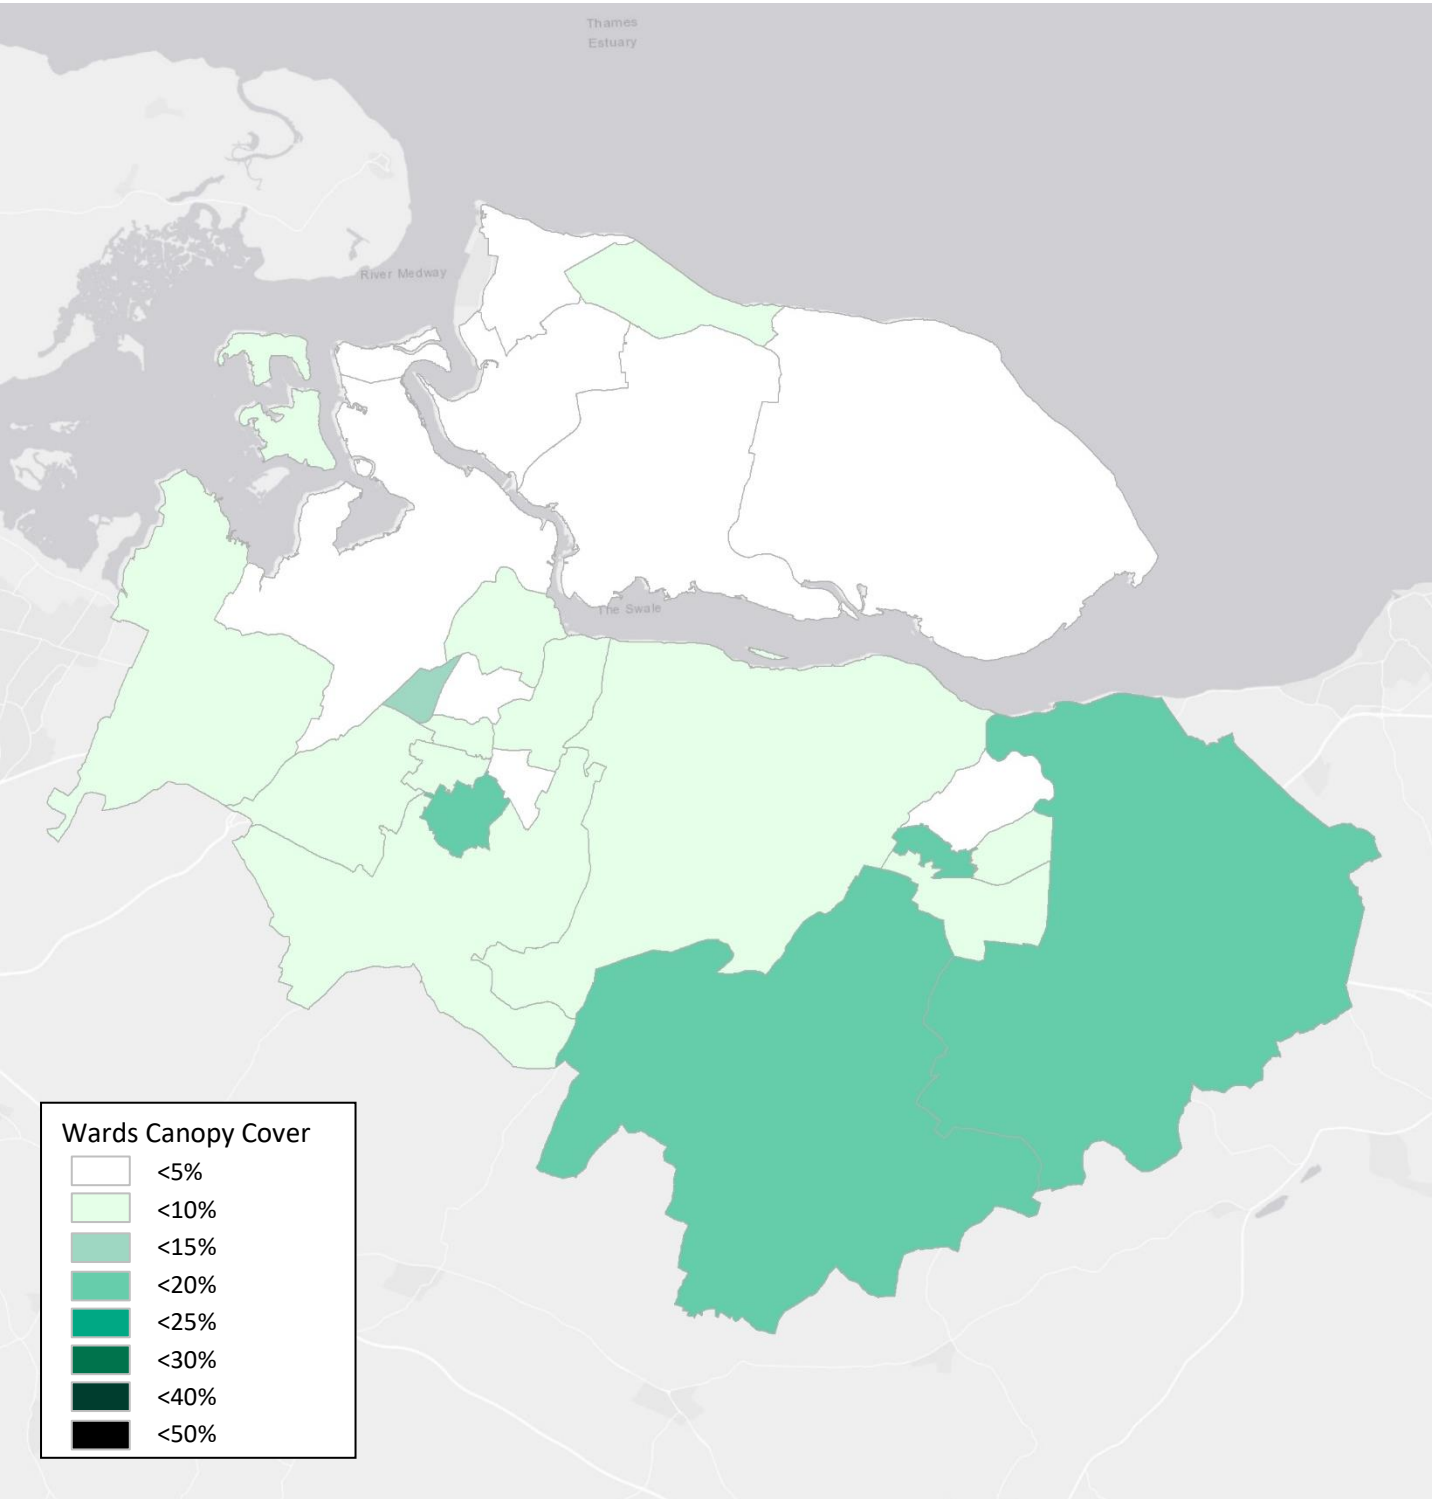 Thames
Estuary
River Medway
The Swale
Wards Canopy Cover
<5%
<10%
<15%
<20%
<25%
<30%
<40%
<50%